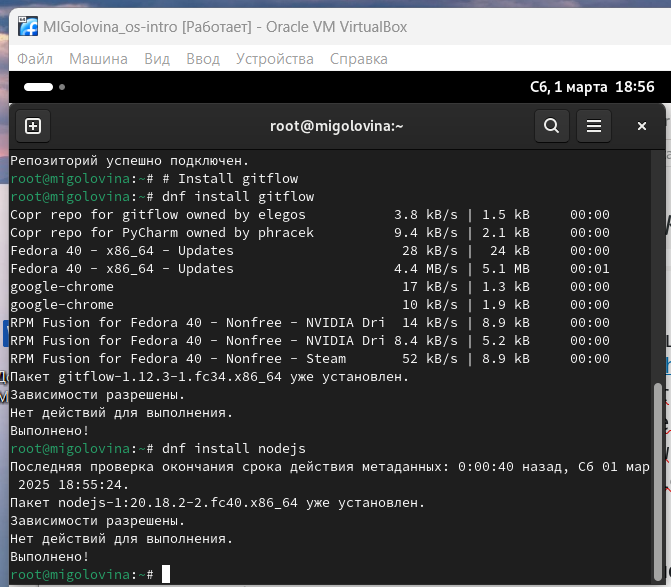 MIGolovina_os-intro [Работает] - Oracle VM VirtualBox
Файл Машина Вид Ввод Устройства Справка
Сб, 1 марта 18:56
root@migolovina:~
Репозиторий успешно подключен.
root@migolovina:~# # Install gitflow
root@migolovina:~# dnf install gitflow
Copr repo for gitflow owned by elegos 3.8 kB/s | 1.5 kB 00:00
Copr repo for PyCharm owned by phracek 9.4 kB/s | 2.1 kB 00:00
Fedora 40 - x86_64 - Updates 28 kB/s | 24 kB 00:00
Fedora 40 - x86_64 - Updates 4.4 MB/s | 5.1 MB 00:01
google-chrome 17 kB/s | 1.3 kB 00:00
google-chrome 10 kB/s | 1.9 kB 00:00
RPM Fusion for Fedora 40 - Nonfree - NVIDIA Dri 14 kB/s | 8.9 kB 00:00
RPM Fusion for Fedora 40 - Nonfree - NVIDIA Dri 8.4 kB/s | 5.2 kB 00:00
RPM Fusion for Fedora 40 - Nonfree - Steam 52 kB/s | 8.9 kB 00:00
Пакет gitflow-1.12.3-1.fc34.x86_64 уже установлен.
Зависимости разрешены.
Нет действий для выполнения.
Выполнено!
root@migolovina:~# dnf install nodejs
Последняя проверка окончания срока действия метаданных: 0:00:40 назад, Сб 01 мар
2025 18:55:24.
Пакет nodejs-1:20.18.2-2.fc40.x86_64 уже установлен.
Зависимости разрешены.
Нет действий для выполнения.
Выполнено!
root@migolovina:~#